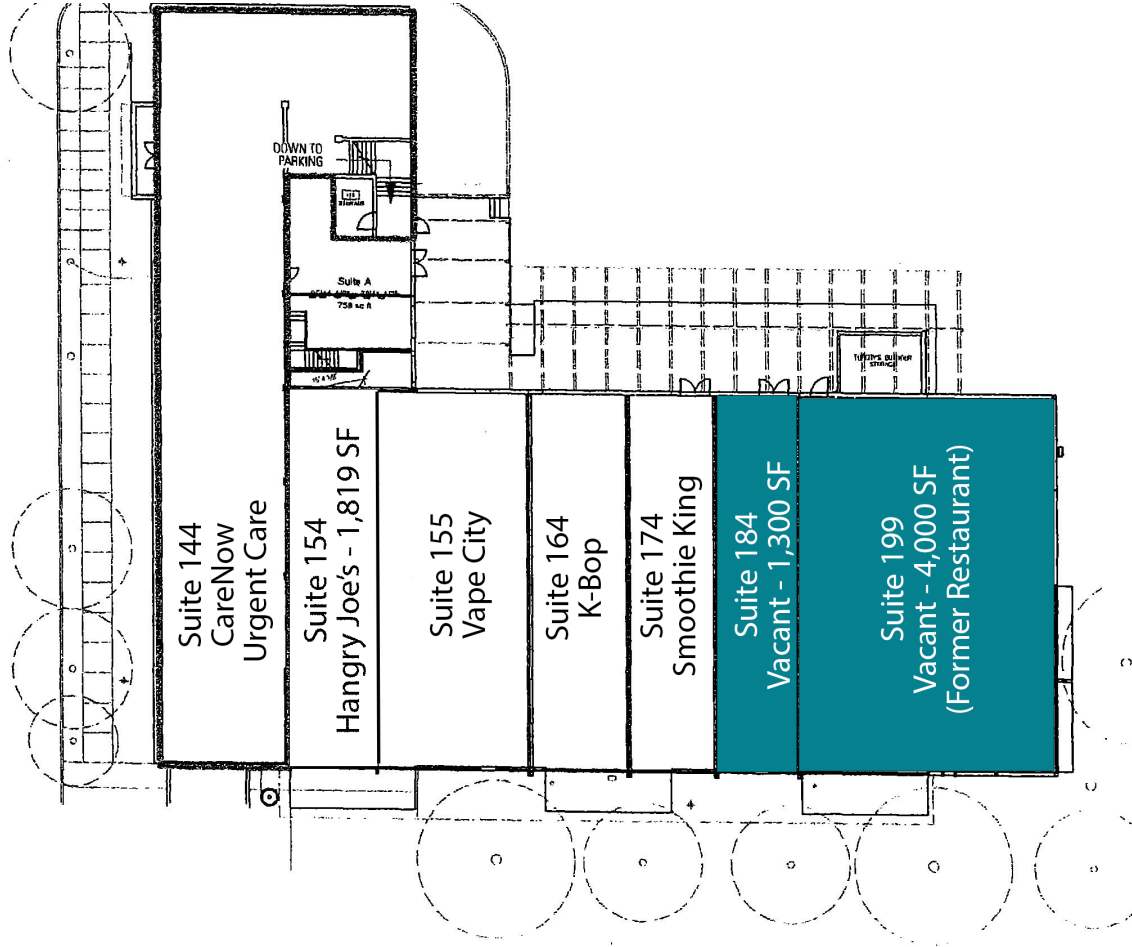 DOWN TO
PARKING
STORAGE
Suite A
758 sq ft
STORAGE
Suite 144
CareNow
Urgent Care
Suite 154
Hangry Joe's - 1,819 SF
Suite 155
Vape City
Suite 164
K-Bop
Suite 174
Smoothie King
Suite 184
Vacant - 1,300 SF
Suite 199
Vacant - 4,000 SF
(Former Restaurant)